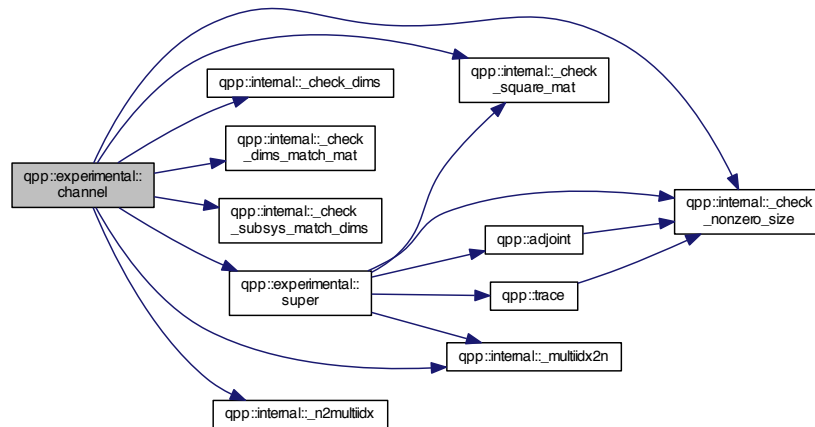 qpp::internal::_check
_square_mat
qpp::internal::_check_dims
qpp::internal::_check
_dims_match_mat
qpp::experimental::
channel
qpp::internal::_check
_subsys_match_dims
qpp::internal::_check
_nonzero_size
qpp::adjoint
qpp::experimental::
super
qpp::trace
qpp::internal::_multiidx2n
qpp::internal::_n2multiidx